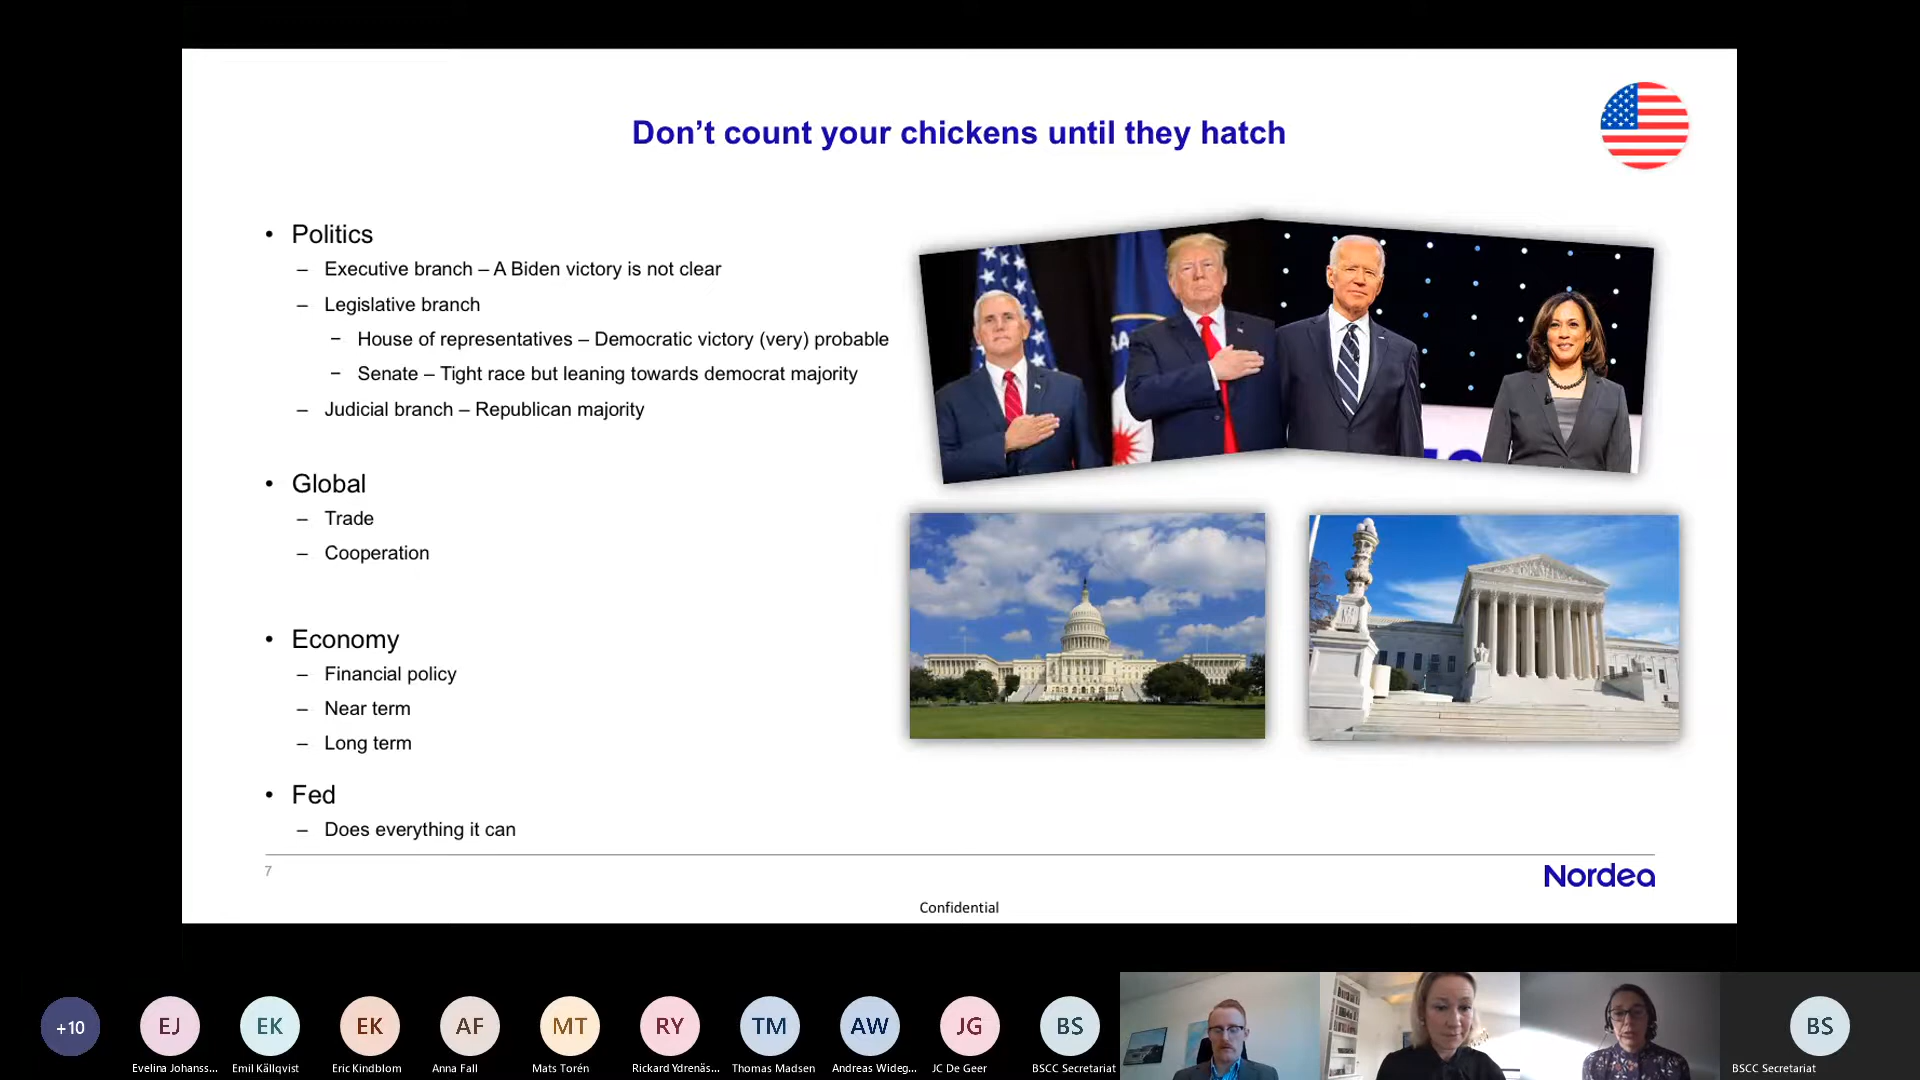 Don't count your chickens until they hatch
• Politics
– Executive branch – A Biden victory is not clear
– Legislative branch
− House of representatives – Democratic victory (very) probable
− Senate – Tight race but leaning towards democrat majority
– Judicial branch – Republican majority
• Global
– Trade
– Cooperation
• Economy
– Financial policy
– Near term
– Long term
• Fed
– Does everything it can
7
Nordea
Confidential
+10
EJ
EK
EK
AF
MT
RY
TM
AW
JG
BS
BS
Evelina Johanss...
Emil Källqvist
Eric Kindblom
Anna Fall
Mats Torén
Rickard Ydrenäs...
Thomas Madsen
Andreas Wideg...
JC De Geer
BSCC Secretariat
BSCC Secretariat